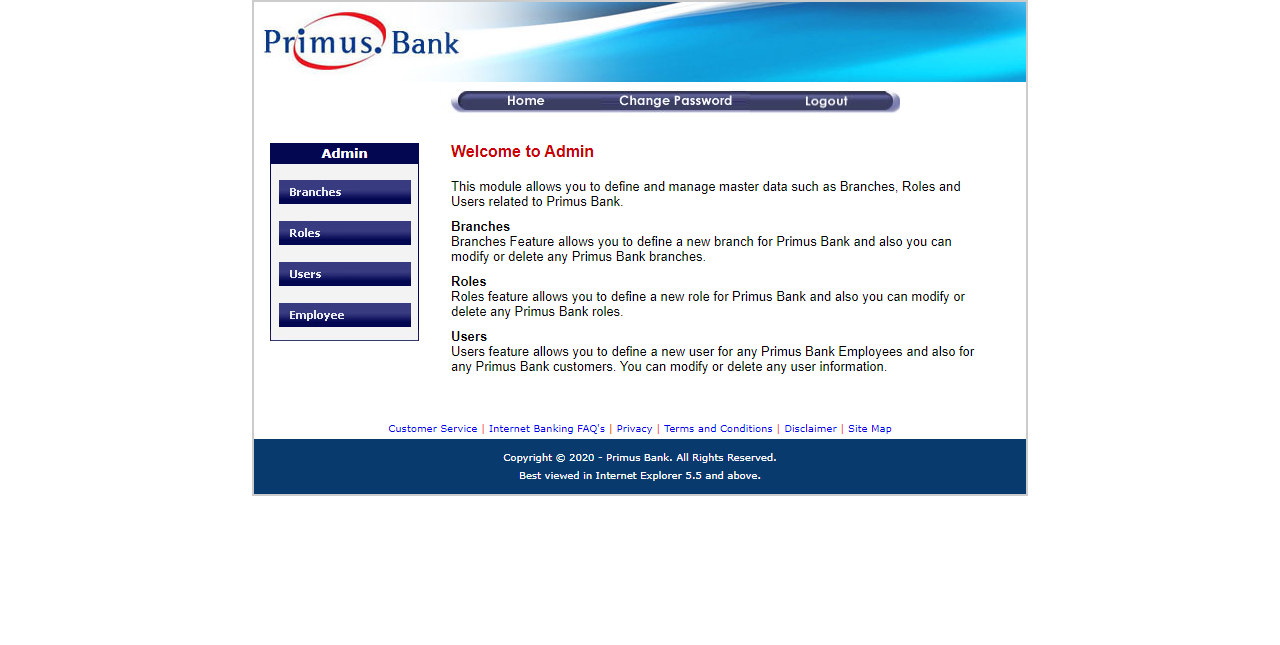 Primus. Bank
Home Change Password Logout
Admin
Branches
Roles
Users
Employee
Welcome to Admin
This module allows you to define and manage master data such as Branches, Roles and
Users related to Primus Bank.
Branches
Branches Feature allows you to define a new branch for Primus Bank and also you can
modify or delete any Primus Bank branches.
Roles
Roles feature allows you to define a new role for Primus Bank and also you can modify or
delete any Primus Bank roles.
Users
Users feature allows you to define a new user for any Primus Bank Employees and also for
any Primus Bank customers. You can modify or delete any user information.
Customer Service | Internet Banking FAQ's | Privacy | Terms and Conditions | Disclaimer | Site Map
Copyright © 2020 - Primus Bank. All Rights Reserved.
Best viewed in Internet Explorer 5.5 and above.